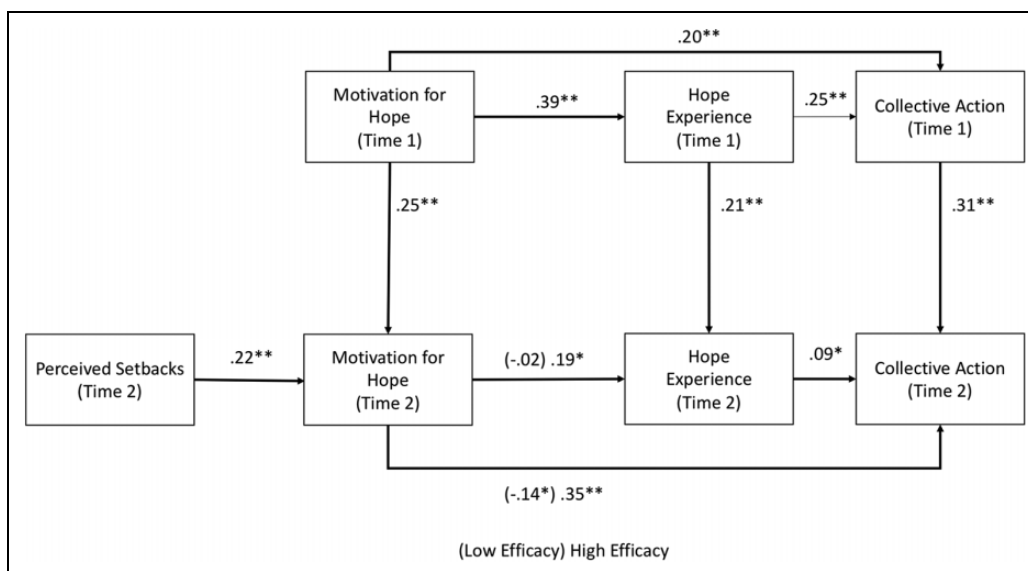 .20**
Motivation for
Hope
(Time 1)
.39**
Hope
Experience
(Time 1)
.25**
Collective Action
(Time 1)
.25**
.21**
.31**
Perceived Setbacks
(Time 2)
.22**
Motivation for
Hope
(Time 2)
(-.02) .19*
Hope
Experience
(Time 2)
.09*
Collective Action
(Time 2)
(-.14*) .35**
(Low Efficacy) High Efficacy